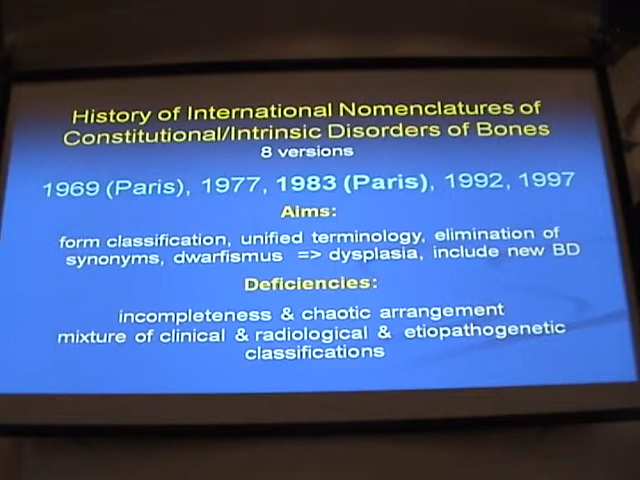 History of International Nomenclatures of
Constitutional/Intrinsic Disorders of Bones
8 versions
1969 (Paris), 1977, 1983 (Paris), 1992, 1997
Aims:
form classification, unified terminology, elimination of
synonyms, dwarfismus => dysplasia, include new BD
Deficiencies:
incompleteness & chaotic arrangement
mixture of clinical & radiological & etiopathogenetic
classifications